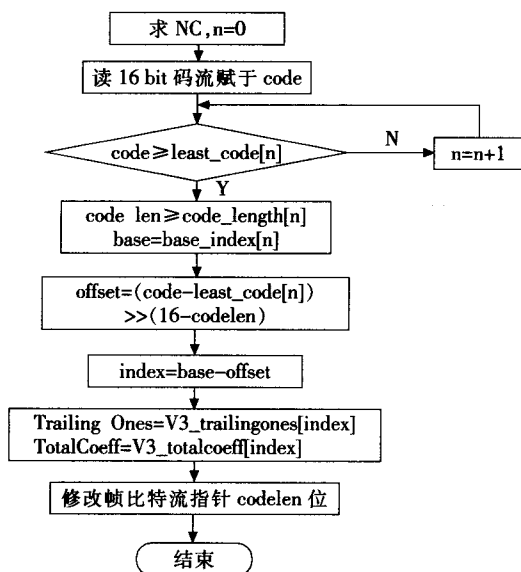 求 NC,n=0
读 16 bit 码流赋于 code
code≥least_code[n]
N
n=n+1
Y
code len≥code_length[n]
base=base_index[n]
offset=(code-least_code[n])
>>(16-codelen)
index=base-offset
Trailing Ones=V3_trailingones[index]
TotalCoeff=V3_totalcoeff[index]
修改帧比特流指针 codelen 位
结束